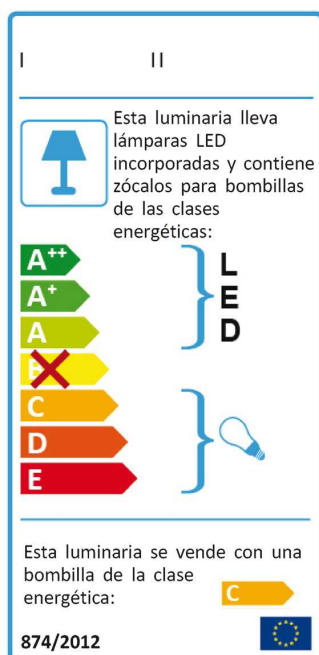 I II
Esta luminaria lleva
lámparas LED
incorporadas y contiene
zócalos para bombillas
de las clases
energéticas:
A++
A+
A
L
E
D
B
C
D
E
Esta luminaria se vende con una
bombilla de la clase
energética:
C
874/2012